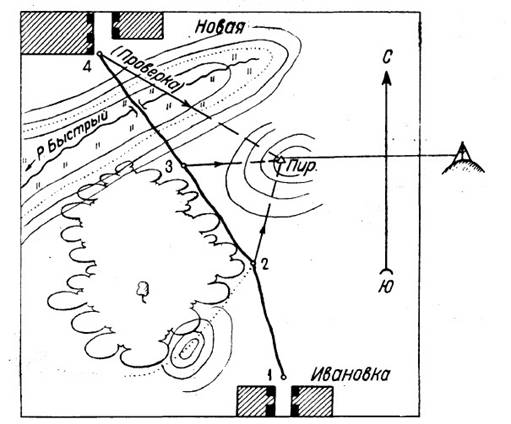 Новая
4
(Проверка)
С
Р. Быстрый
3
Пир.
2
Ю
1
Ивановка